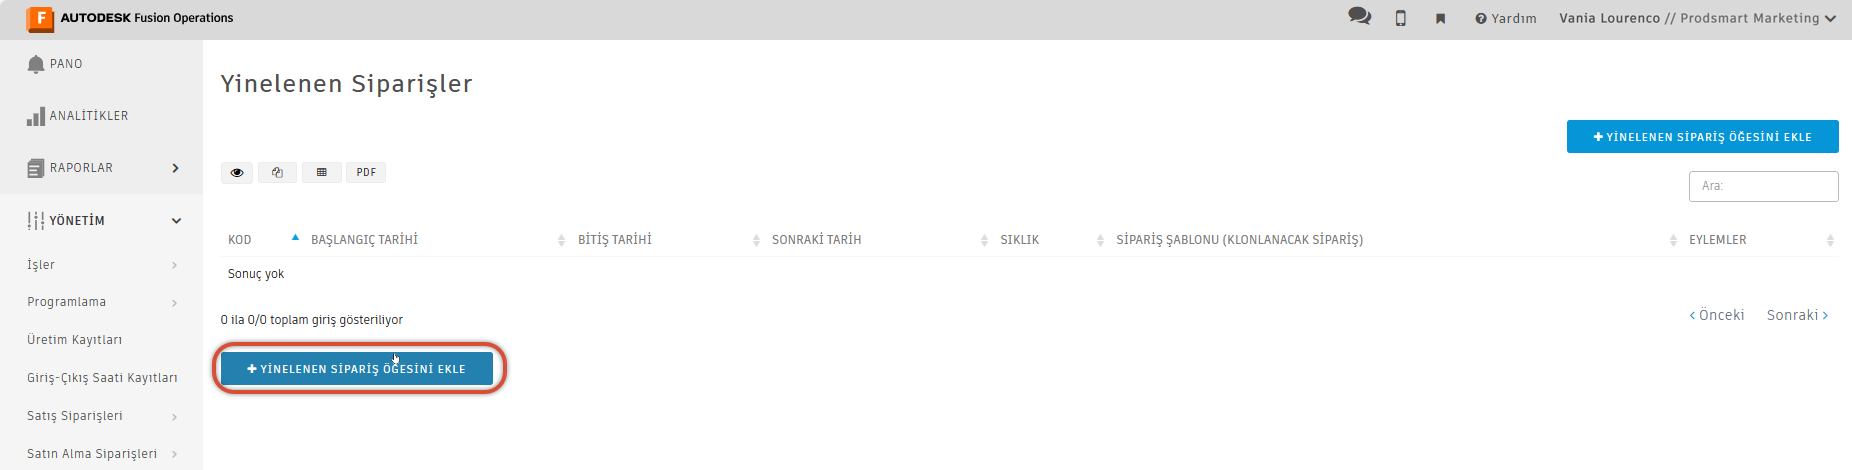 F AUTODESK Fusion Operations
Yardım
Vania Lourenco // Prodsmart Marketing
PANO
ANALİTİKLER
RAPORLAR
YÖNETİM
İşler
Programlama
Üretim Kayıtları
Giriş-Çıkış Saati Kayıtları
Satış Siparişleri
Satın Alma Siparişleri
Yinelenen Siparişler
+ YİNELENEN SİPARİŞ ÖĞESİNİ EKLE
PDF
Ara:
KOD BAŞLANGIÇ TARİHİ BİTİŞ TARİHİ SONRAKİ TARİH SIKLIK SİPARİŞ ŞABLONU (KLONLANACAK SİPARİŞ) EYLEMLER
Sonuç yok
0 ila 0/0 toplam giriş gösteriliyor
< Önceki Sonraki >
+ YİNELENEN SİPARİŞ ÖĞESİNİ EKLE